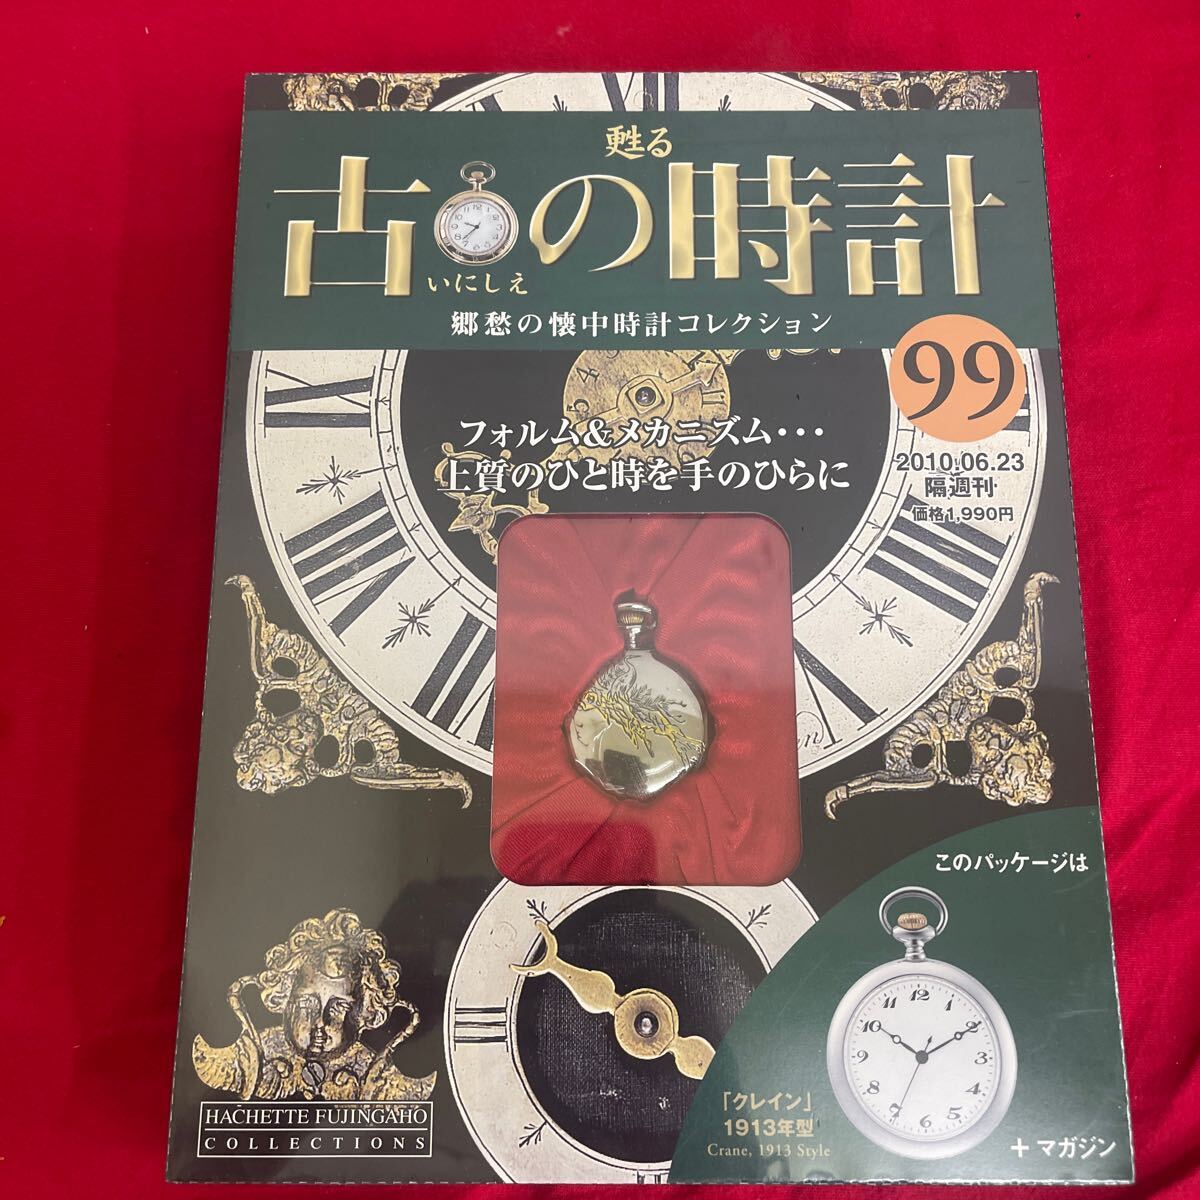 甦る
古の時計
いにしえ
郷愁の懐中時計コレクション
99
2010.06.23
隔週刊
価格1,990円
フォルム&メカニズム・・・
上質のひと時を手のひらに
このパッケージは
「クレイン」
1913年型
Crane, 1913 Style
+マガジン
HACHETTE FUJINGAHO
COLLECTIONS